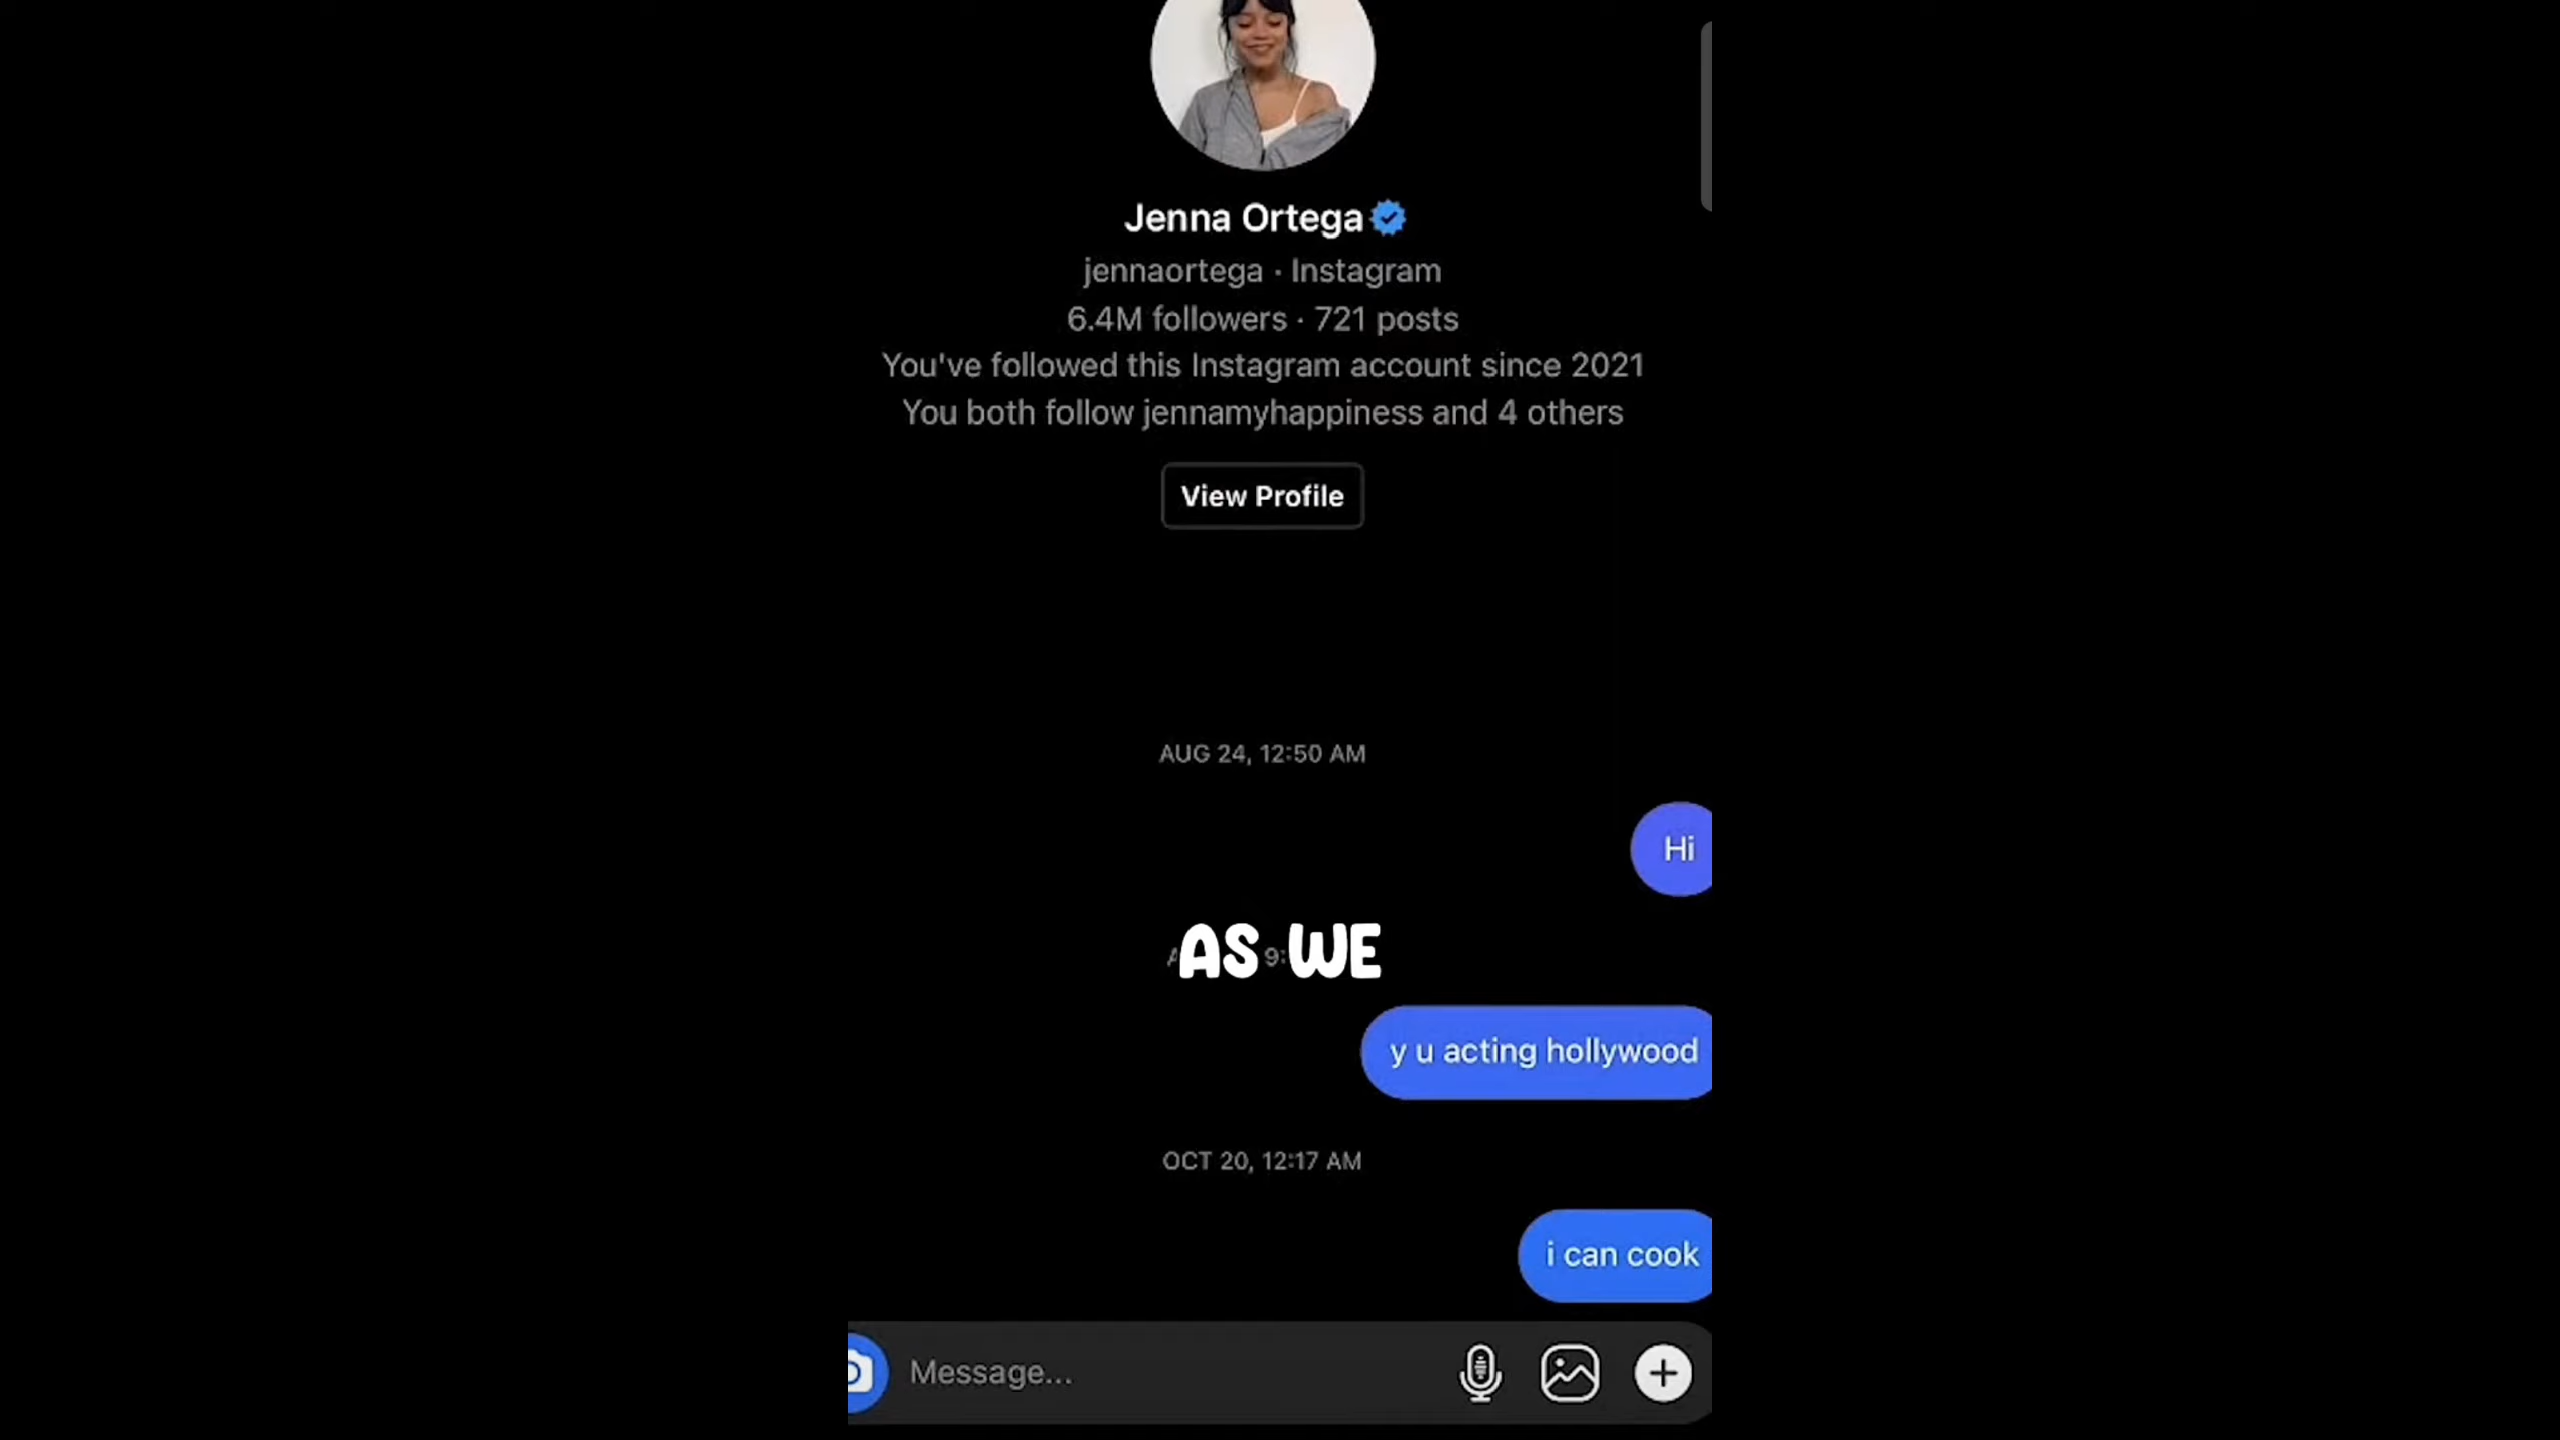 Jenna Ortega
jennaortega · Instagram
6.4M followers · 721 posts
You've followed this Instagram account since 2021
You both follow jennamyhappiness and 4 others
View Profile
AUG 24, 12:50 AM
Hi
AS WE
y u acting hollywood
OCT 20, 12:17 AM
i can cook
Message...